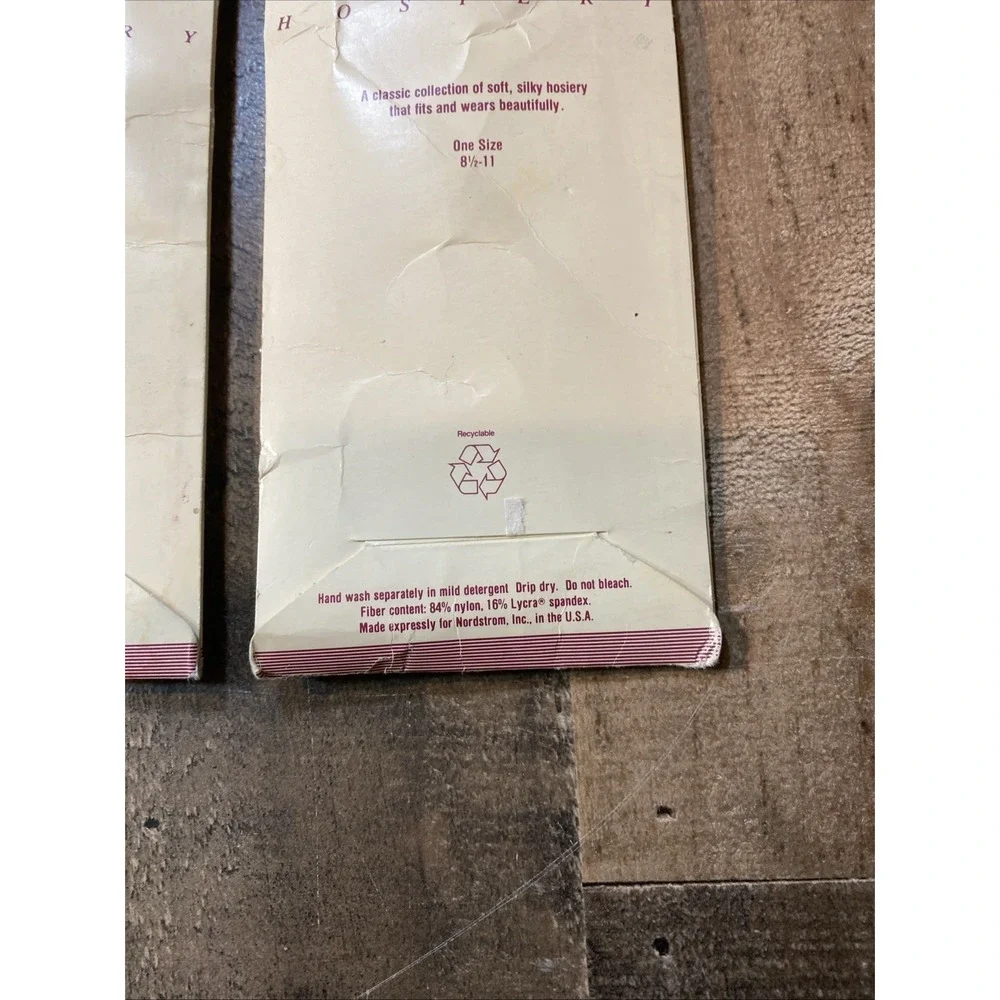 R Y
H O S I E R Y
A classic collection of soft, silky hosiery
that fits and wears beautifully.
One Size
8½-11
Recyclable
Hand wash separately in mild detergent Drip dry. Do not bleach.
Fiber content: 84% nylon, 16% Lycra® spandex.
Made expressly for Nordstrom, Inc., in the U.S.A.